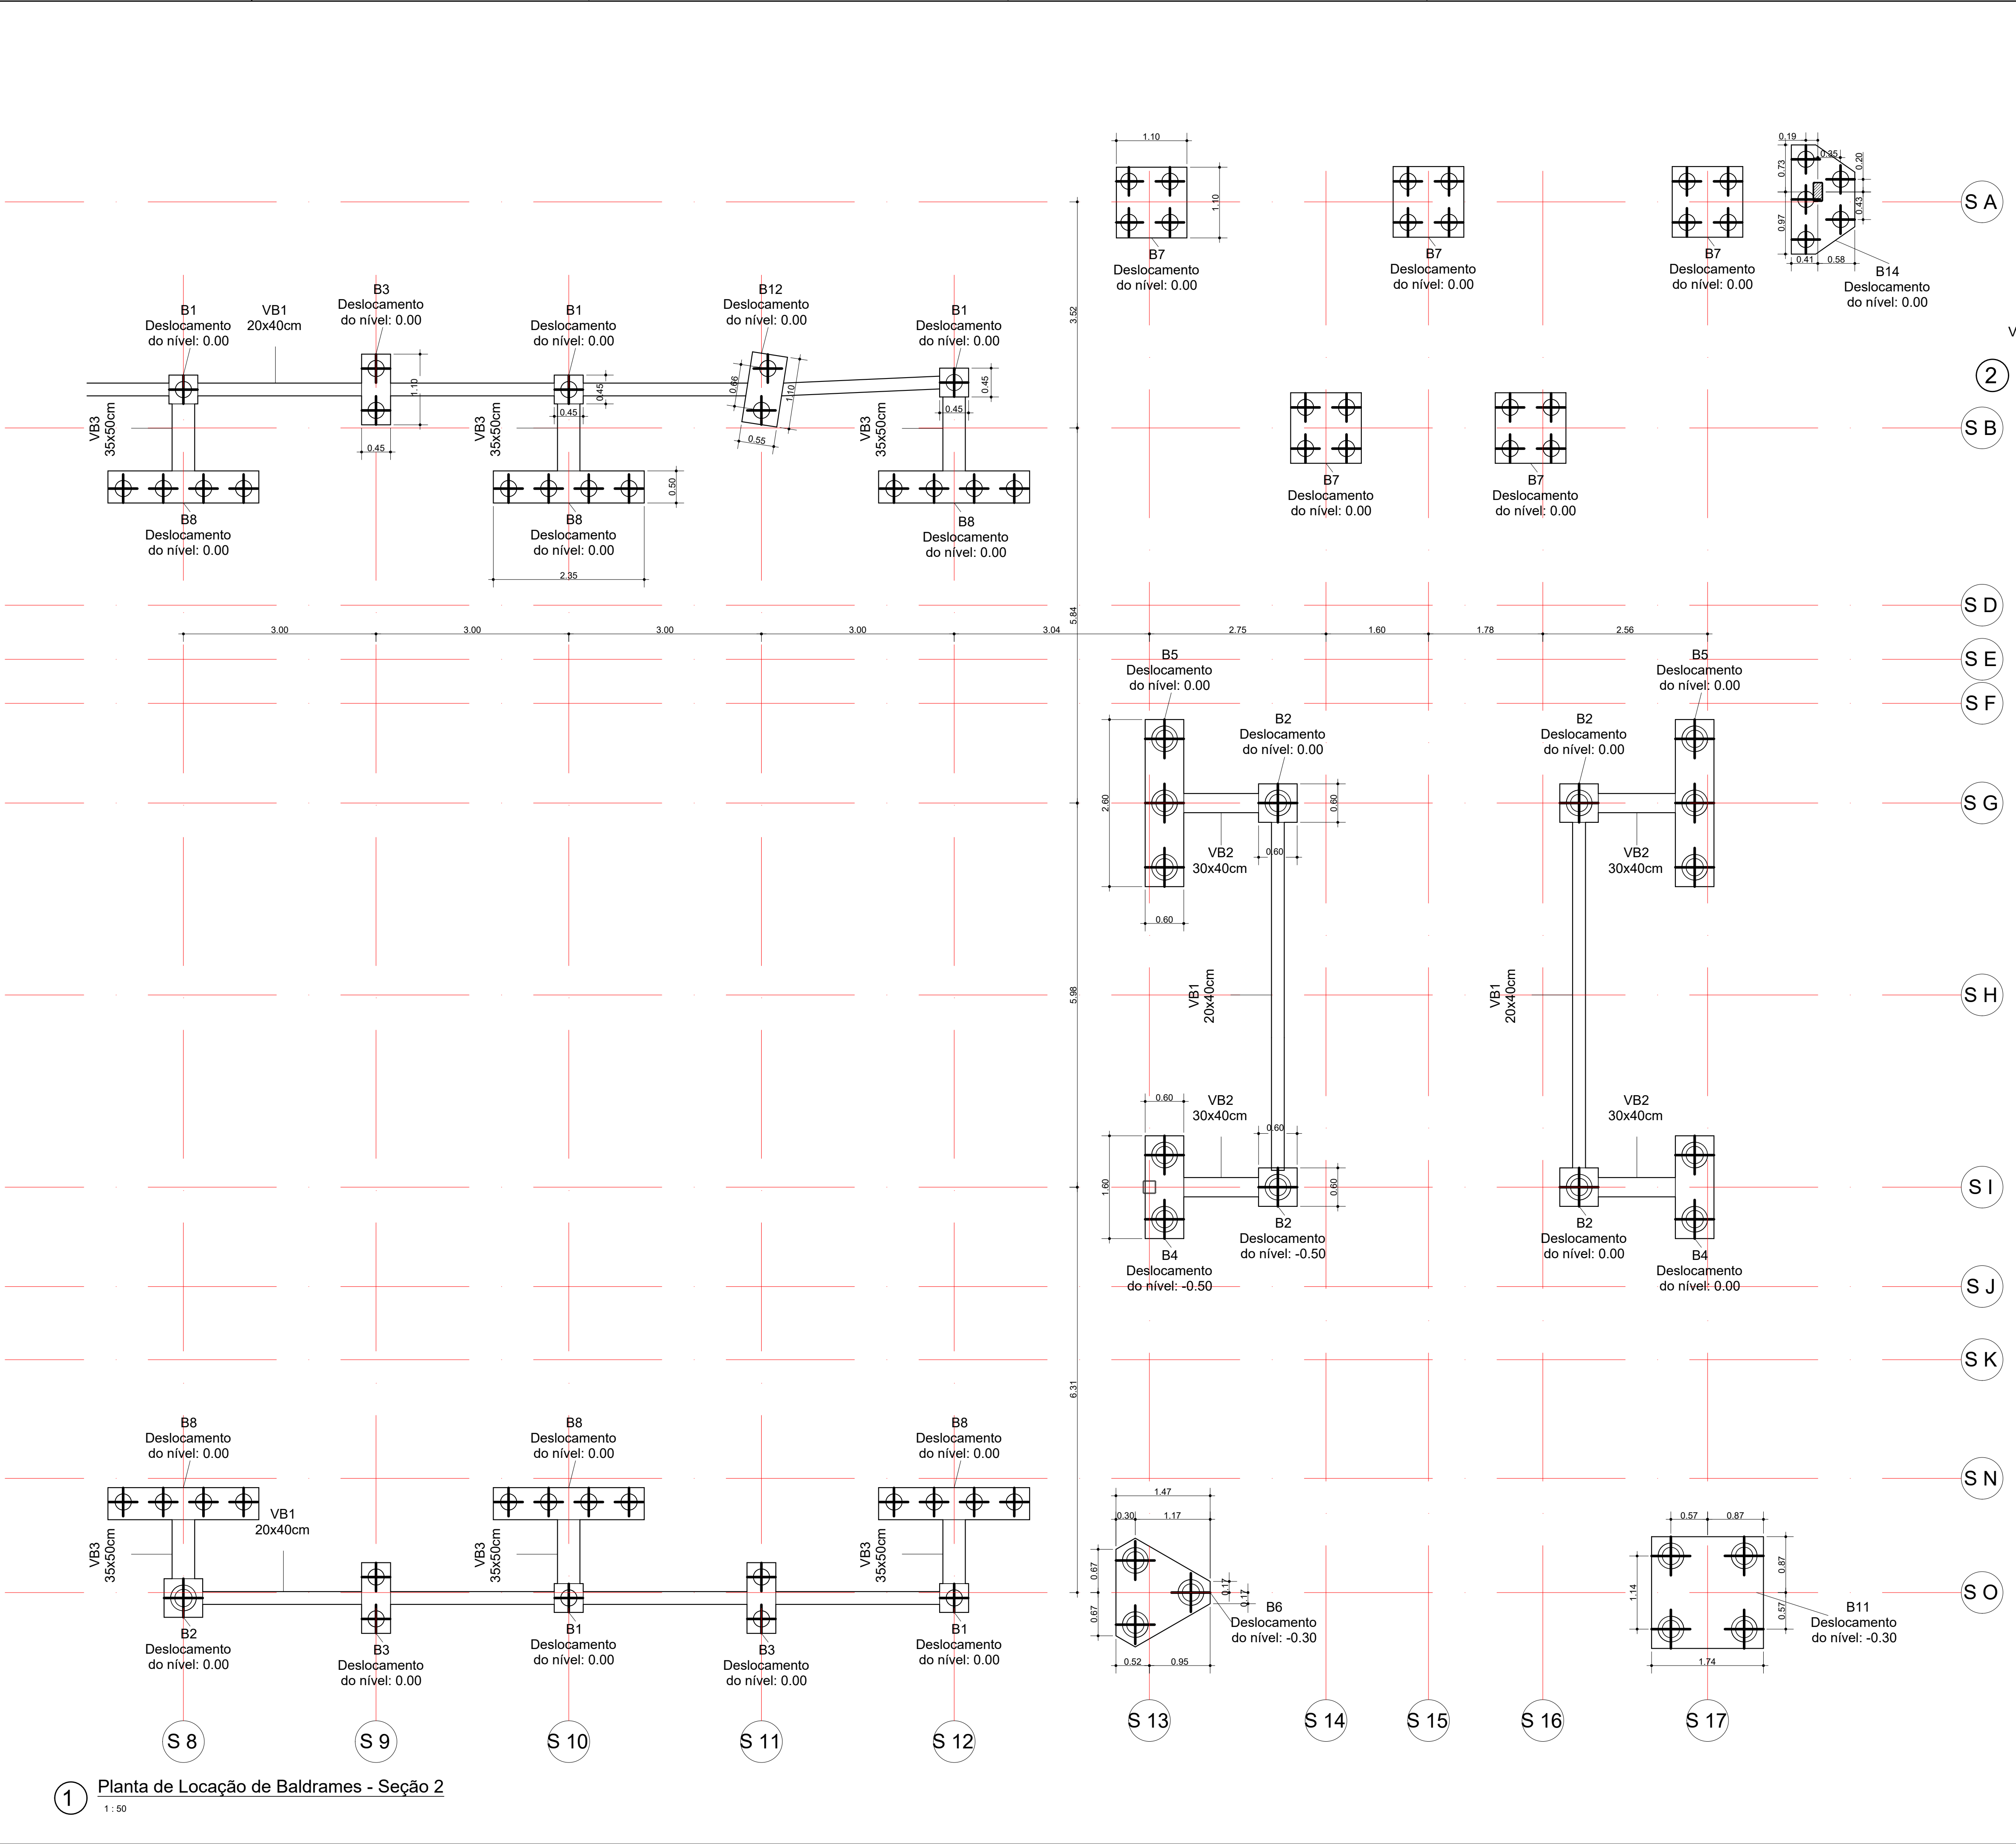 1.10
0.19
0.35
0.20
0.73
1.10
0.43
0.97
S A
0.41
0.58
B7
Deslocamento
do nível: 0.00
B7
Deslocamento
do nível: 0.00
B7
Deslocamento
do nível: 0.00
B14
Deslocamento
do nível: 0.00
3.52
B1
Deslocamento
do nível: 0.00
VB1
20x40cm
B3
Deslocamento
do nível: 0.00
B1
Deslocamento
do nível: 0.00
B12
Deslocamento
do nível: 0.00
B1
Deslocamento
do nível: 0.00
V
2
1.10
0.45
0.45
0.66
1.10
0.45
0.45
VB3
35x50cm
0.45
VB3
35x50cm
0.55
VB3
35x50cm
S B
0.50
B7
Deslocamento
do nível: 0.00
B7
Deslocamento
do nível: 0.00
B8
Deslocamento
do nível: 0.00
B8
Deslocamento
do nível: 0.00
B8
Deslocamento
do nível: 0.00
2.35
5.84
S D
3.00
3.00
3.00
3.00
3.04
2.75
1.60
1.78
2.56
S E
B5
Deslocamento
do nível: 0.00
B5
Deslocamento
do nível: 0.00
S F
B2
Deslocamento
do nível: 0.00
B2
Deslocamento
do nível: 0.00
2.60
0.60
S G
VB2
30x40cm
0.60
VB2
30x40cm
0.60
5.98
VB1
20x40cm
VB1
20x40cm
S H
0.60
VB2
30x40cm
0.60
VB2
30x40cm
1.60
0.60
S I
B2
Deslocamento
do nível: -0.50
B2
Deslocamento
do nível: 0.00
B4
Deslocamento
do nível: -0.50
B4
Deslocamento
do nível: 0.00
S J
S K
6.31
B8
Deslocamento
do nível: 0.00
B8
Deslocamento
do nível: 0.00
B8
Deslocamento
do nível: 0.00
S N
VB1
20x40cm
1.47
0.30
1.17
0.57
0.87
VB3
35x50cm
VB3
35x50cm
VB3
35x50cm
0.67
0.67
0.17
0.17
1.14
0.87
0.57
S O
B2
Deslocamento
do nível: 0.00
B3
Deslocamento
do nível: 0.00
B1
Deslocamento
do nível: 0.00
B3
Deslocamento
do nível: 0.00
B1
Deslocamento
do nível: 0.00
B6
Deslocamento
do nível: -0.30
B11
Deslocamento
do nível: -0.30
0.52
0.95
1.74
S 8
S 9
S 10
S 11
S 12
S 13
S 14
S 15
S 16
S 17
1
Planta de Locação de Baldrames - Seção 2
1 : 50